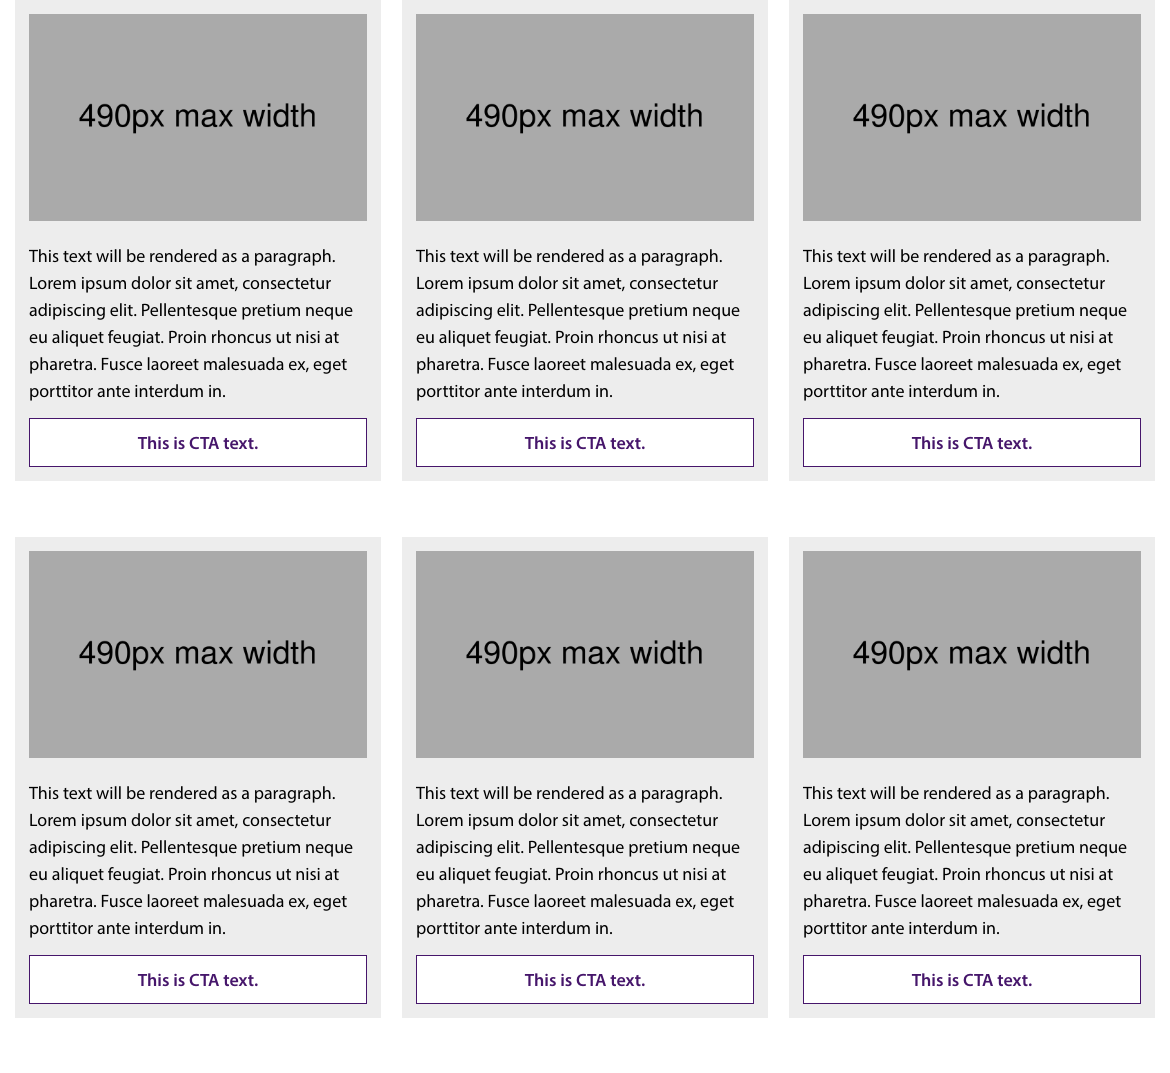 490px max width
This text will be rendered as a paragraph.
Lorem ipsum dolor sit amet, consectetur
adipiscing elit. Pellentesque pretium neque
eu aliquet feugiat. Proin rhoncus ut nisi at
pharetra. Fusce laoreet malesuada ex, eget
porttitor ante interdum in.
This is CTA text.
490px max width
This text will be rendered as a paragraph.
Lorem ipsum dolor sit amet, consectetur
adipiscing elit. Pellentesque pretium neque
eu aliquet feugiat. Proin rhoncus ut nisi at
pharetra. Fusce laoreet malesuada ex, eget
porttitor ante interdum in.
This is CTA text.
490px max width
This text will be rendered as a paragraph.
Lorem ipsum dolor sit amet, consectetur
adipiscing elit. Pellentesque pretium neque
eu aliquet feugiat. Proin rhoncus ut nisi at
pharetra. Fusce laoreet malesuada ex, eget
porttitor ante interdum in.
This is CTA text.
490px max width
This text will be rendered as a paragraph.
Lorem ipsum dolor sit amet, consectetur
adipiscing elit. Pellentesque pretium neque
eu aliquet feugiat. Proin rhoncus ut nisi at
pharetra. Fusce laoreet malesuada ex, eget
porttitor ante interdum in.
This is CTA text.
490px max width
This text will be rendered as a paragraph.
Lorem ipsum dolor sit amet, consectetur
adipiscing elit. Pellentesque pretium neque
eu aliquet feugiat. Proin rhoncus ut nisi at
pharetra. Fusce laoreet malesuada ex, eget
porttitor ante interdum in.
This is CTA text.
490px max width
This text will be rendered as a paragraph.
Lorem ipsum dolor sit amet, consectetur
adipiscing elit. Pellentesque pretium neque
eu aliquet feugiat. Proin rhoncus ut nisi at
pharetra. Fusce laoreet malesuada ex, eget
porttitor ante interdum in.
This is CTA text.